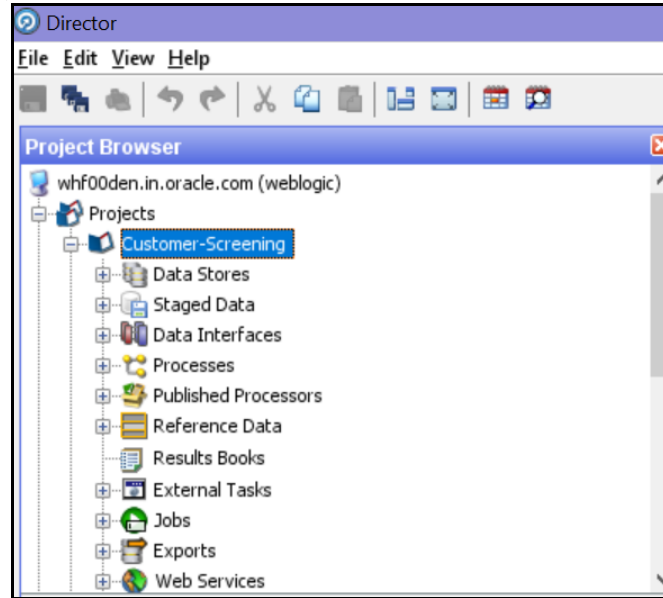 Director
File Edit View Help
Project Browser
whf00den.in.oracle.com (weblogic)
Projects
Customer-Screening
Data Stores
Staged Data
Data Interfaces
Processes
Published Processors
Reference Data
Results Books
External Tasks
Jobs
Exports
Web Services